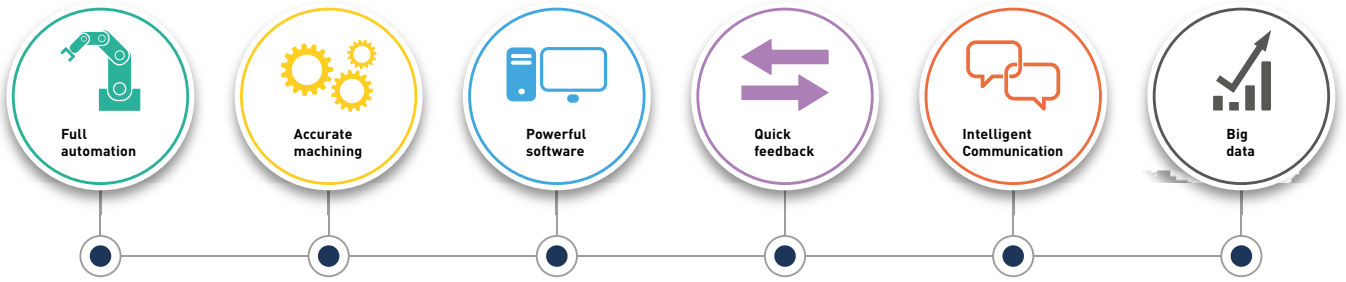 Full
automation
Accurate
machining
Powerful
software
Quick
feedback
Intelligent
Communication
Big
data